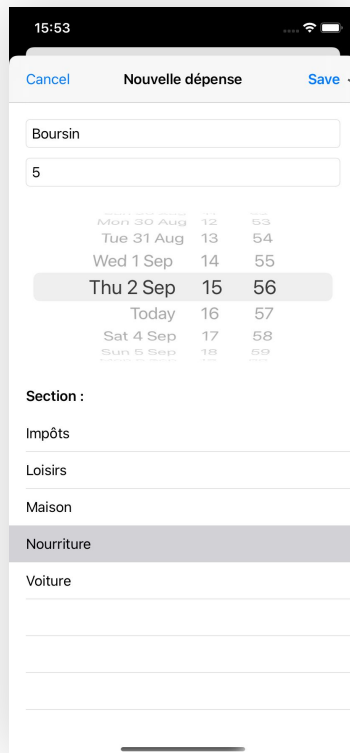 15:53
Cancel Nouvelle dépense Save
Boursin
5
Mon 30 Aug 12 53
Tue 31 Aug 13 54
Wed 1 Sep 14 55
Thu 2 Sep 15 56
Today 16 57
Sat 4 Sep 17 58
Sun 5 Sep 18 59
Section :
Impôts
Loisirs
Maison
Nourriture
Voiture